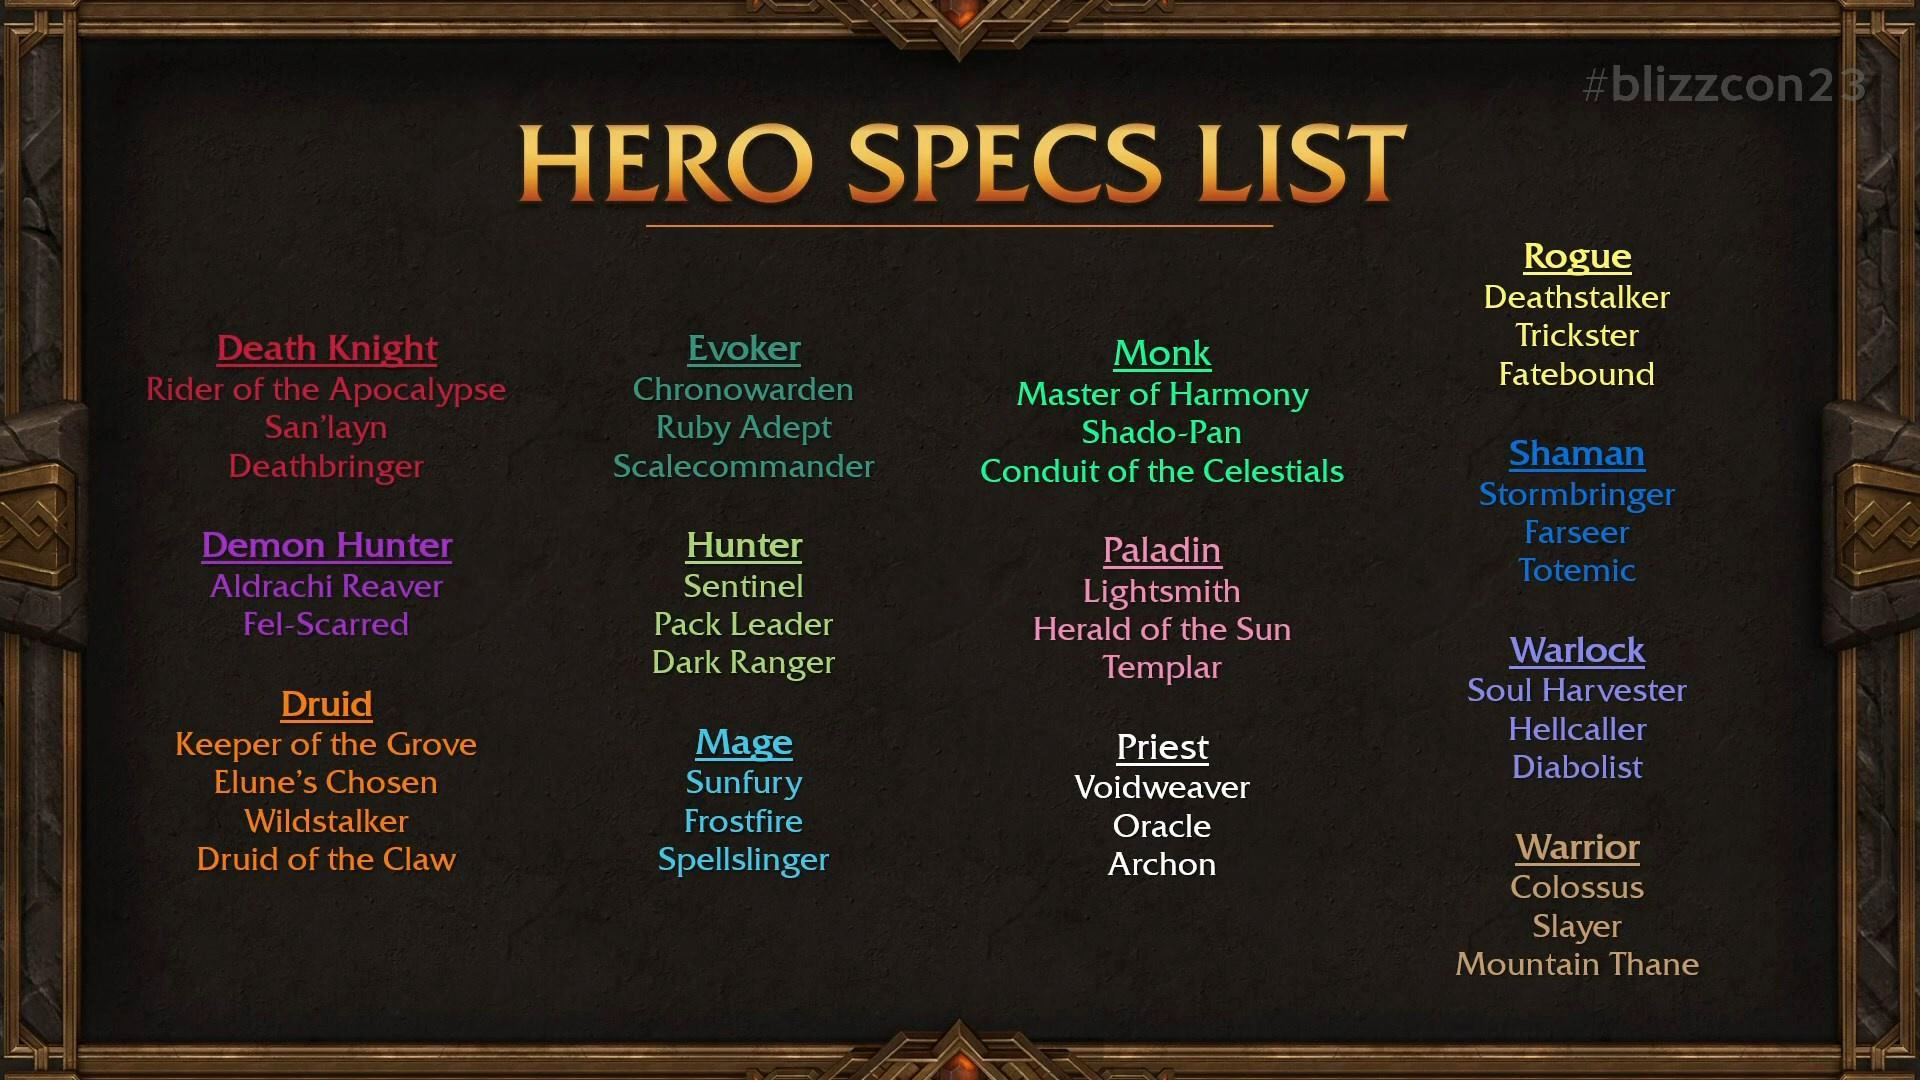 #blizzcon23
HERO SPECS LIST
Death Knight
Rider of the Apocalypse
San'layn
Deathbringer
Demon Hunter
Aldrachi Reaver
Fel-Scarred
Druid
Keeper of the Grove
Elune's Chosen
Wildstalker
Druid of the Claw
Evoker
Chronowarden
Ruby Adept
Scalecommander
Hunter
Sentinel
Pack Leader
Dark Ranger
Mage
Sunfury
Frostfire
Spellslinger
Monk
Master of Harmony
Shado-Pan
Conduit of the Celestials
Paladin
Lightsmith
Herald of the Sun
Templar
Priest
Voidweaver
Oracle
Archon
Rogue
Deathstalker
Trickster
Fatebound
Shaman
Stormbringer
Farseer
Totemic
Warlock
Soul Harvester
Hellcaller
Diabolist
Warrior
Colossus
Slayer
Mountain Thane